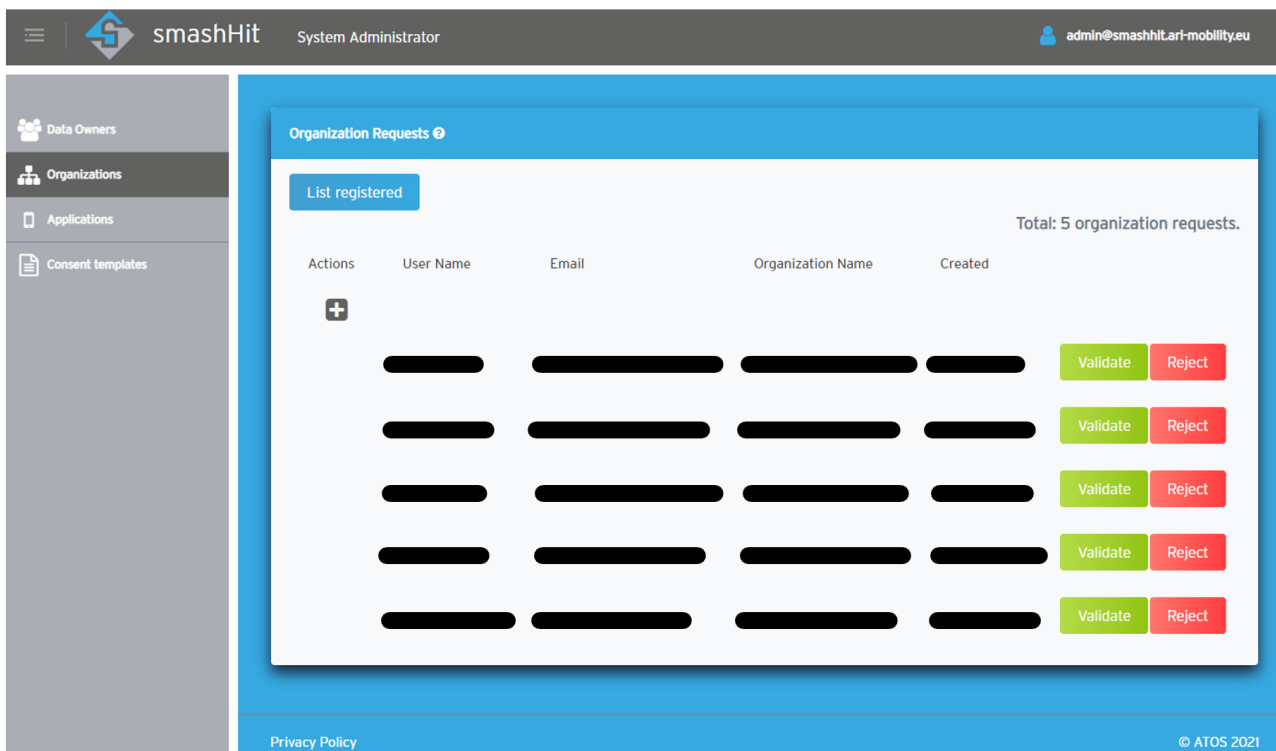 smashHit System Administrator admin@smashhit.ari-mobility.eu
Data Owners
Organizations
Applications
Consent templates
Organization Requests
List registered
Total: 5 organization requests.
Actions User Name Email Organization Name Created
Validate Reject
Validate Reject
Validate Reject
Validate Reject
Validate Reject
Privacy Policy © ATOS 2021